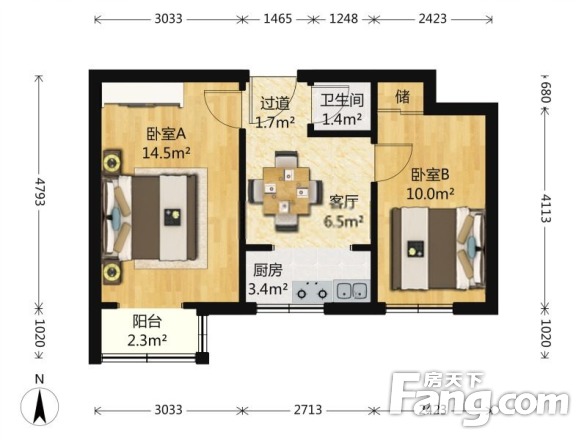 3033 1465 1248 2423
680
4793
4113
1020
1020
过道
1.7m²
卫生间
1.4m²
储
卧室A
14.5m²
卧室B
10.0m²
客厅
6.5m²
厨房
3.4m²
阳台
2.3m²
N
房天下
Fang.com
3033 2713 2423